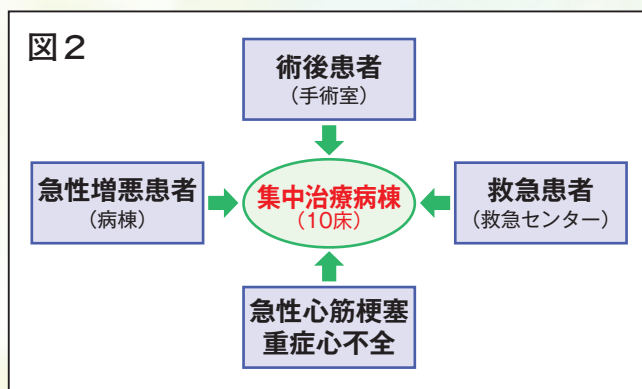 図2
術後患者
（手術室）
急性増悪患者
（病棟）
集中治療病棟
（10床）
救急患者
（救急センター）
急性心筋梗塞
重症心不全